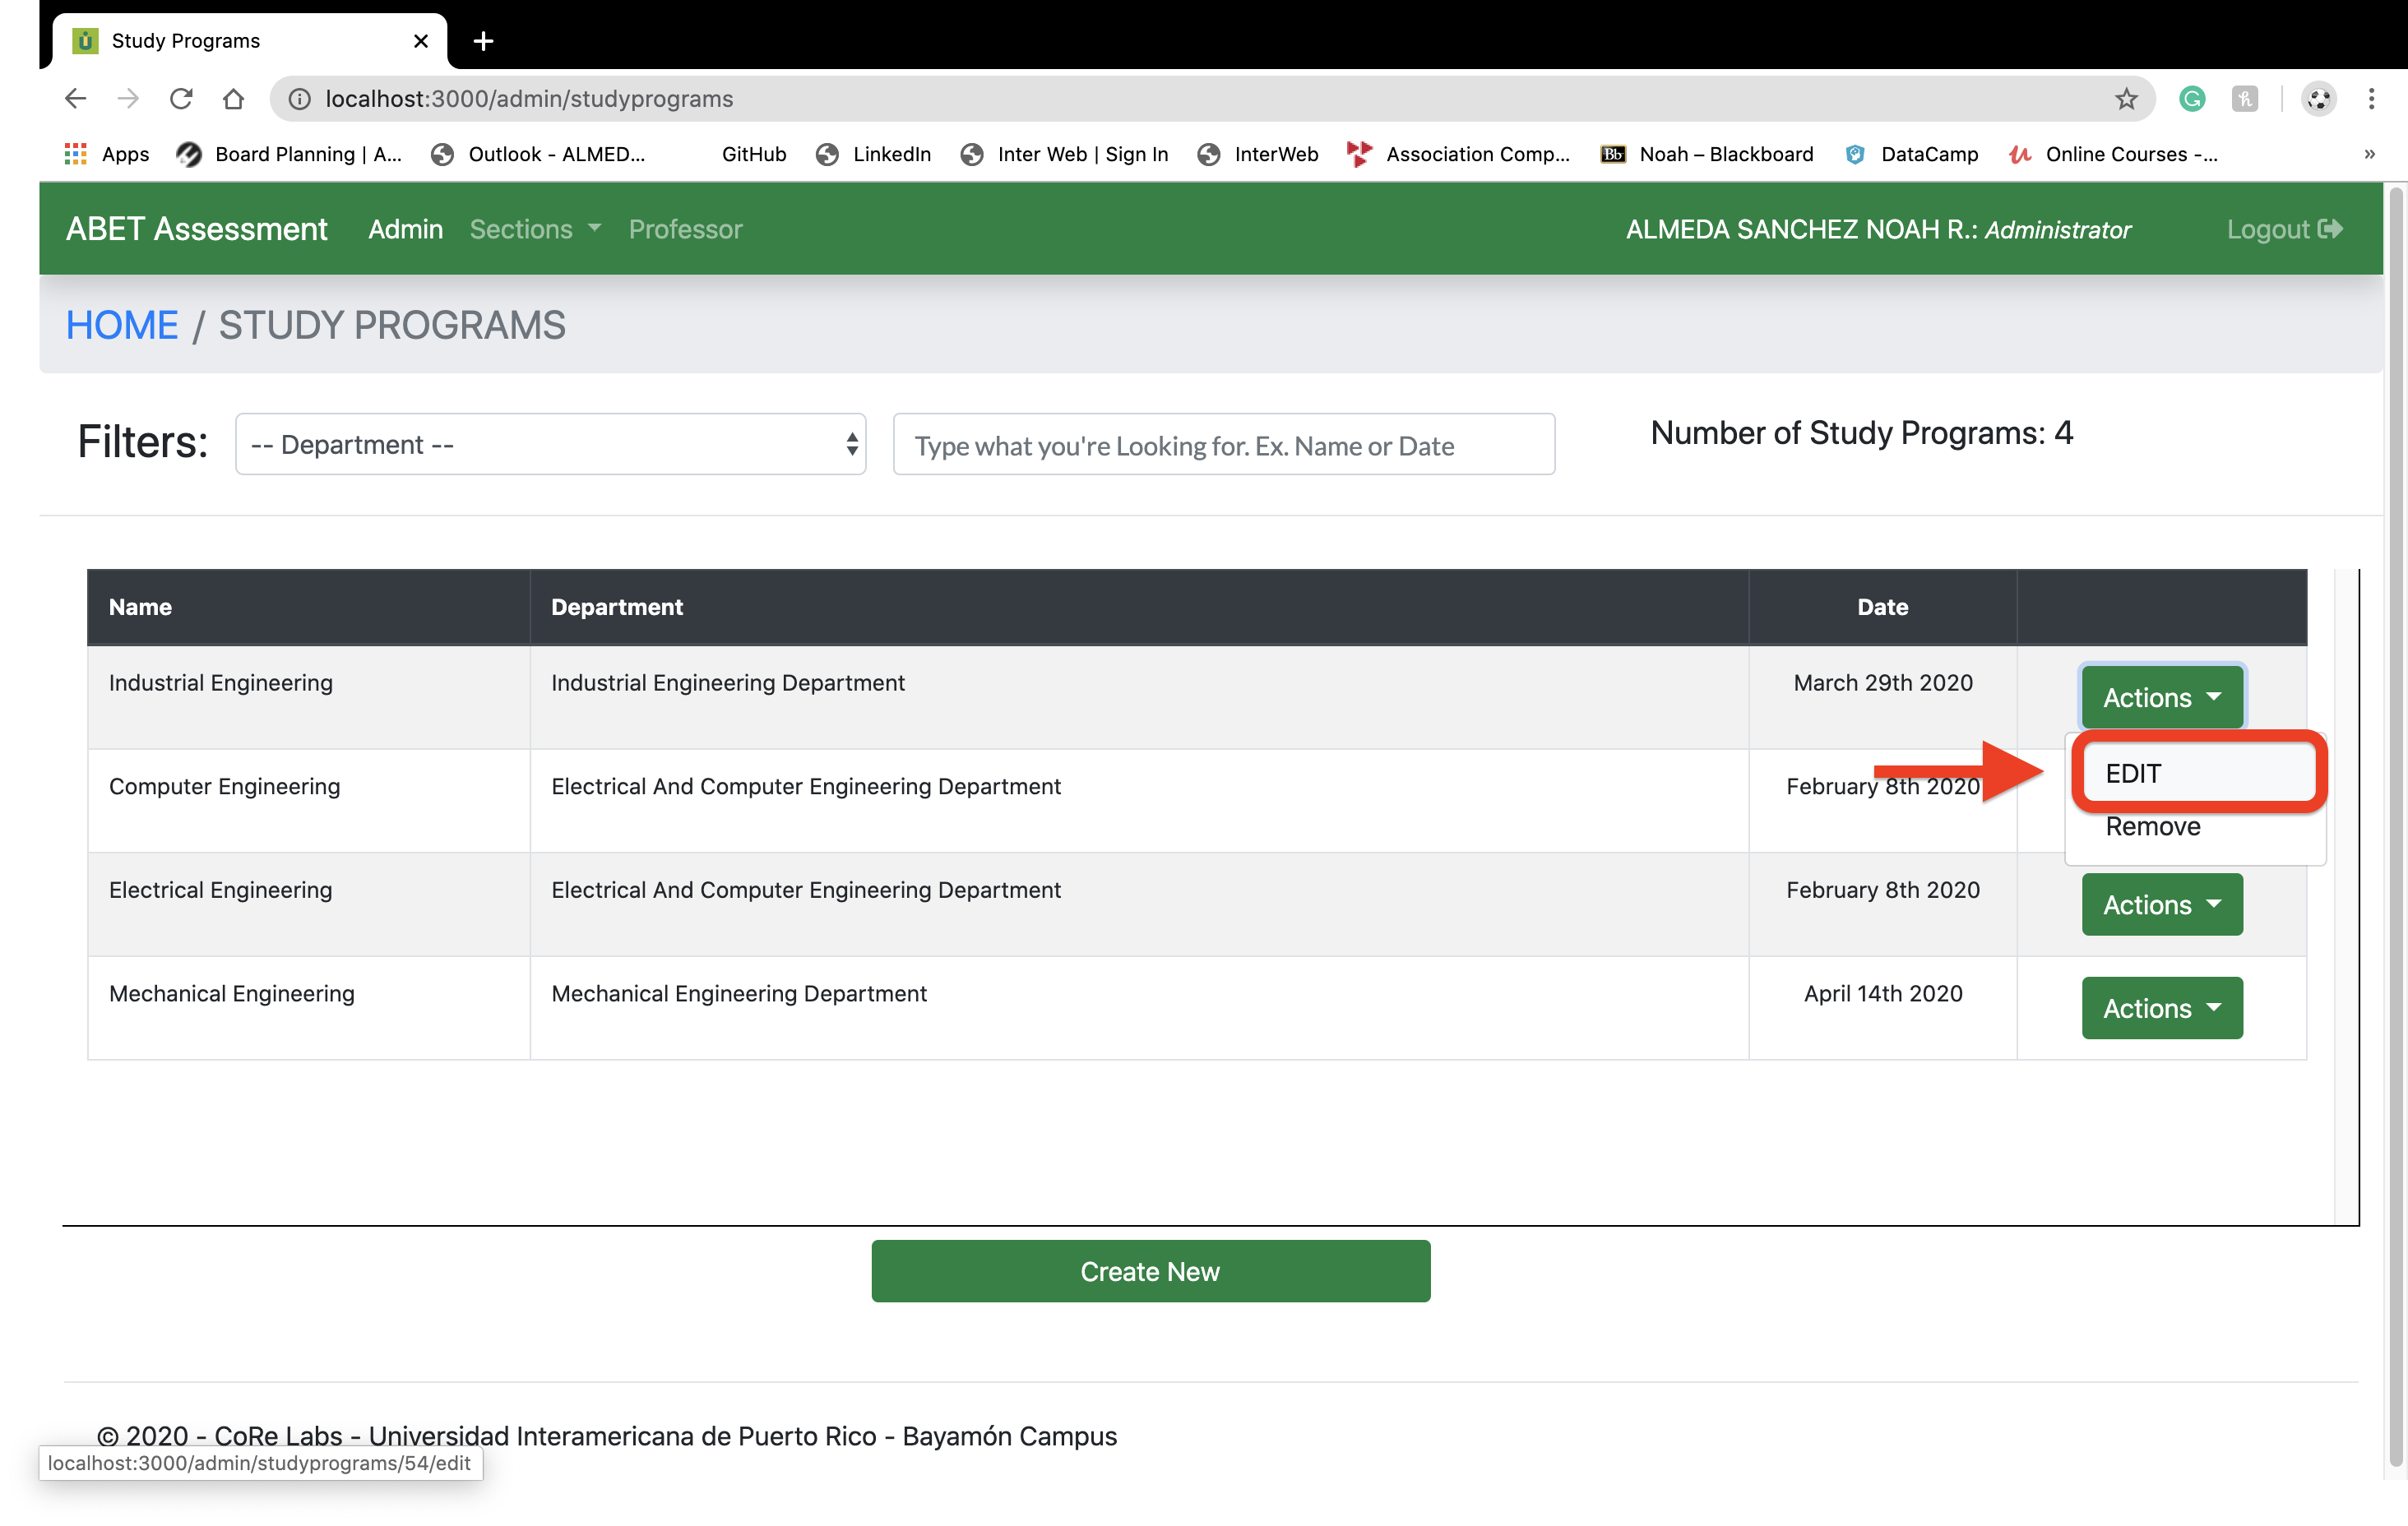 Study Programs
localhost:3000/admin/studyprograms
Apps Board Planning | A... Outlook - ALMED... GitHub LinkedIn Inter Web | Sign In InterWeb Association Comp... Bb Noah – Blackboard DataCamp Online Courses -... »
ABET Assessment Admin Sections Professor ALMEDA SANCHEZ NOAH R.: Administrator Logout
HOME / STUDY PROGRAMS
Filters: -- Department -- Type what you're Looking for. Ex. Name or Date Number of Study Programs: 4
Name Department Date
Industrial Engineering Industrial Engineering Department March 29th 2020 Actions
EDIT
Computer Engineering Electrical And Computer Engineering Department February 8th 2020
Remove
Electrical Engineering Electrical And Computer Engineering Department February 8th 2020 Actions
Mechanical Engineering Mechanical Engineering Department April 14th 2020 Actions
Create New
© 2020 - CoRe Labs - Universidad Interamericana de Puerto Rico - Bayamón Campus
localhost:3000/admin/studyprograms/54/edit